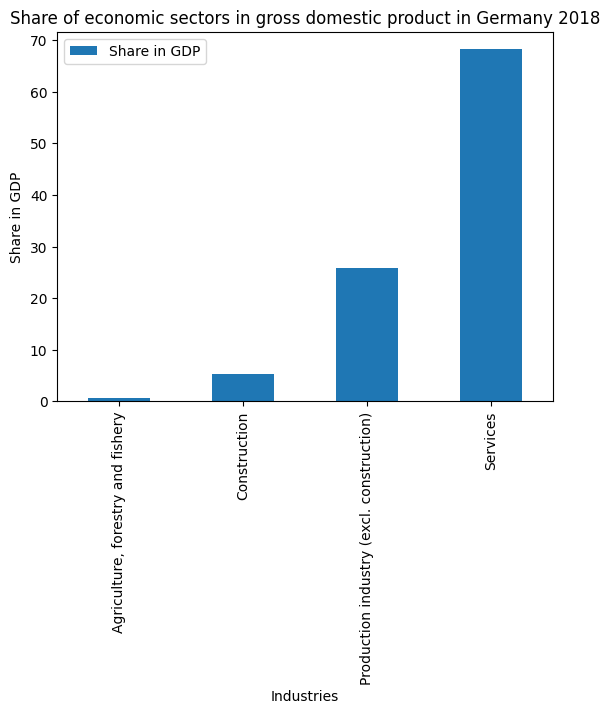 Share of economic sectors in gross domestic product in Germany 2018
Share in GDP
Share in GDP
70
60
50
40
30
20
10
0
Agriculture, forestry and fishery
Construction
Production industry (excl. construction)
Services
Industries